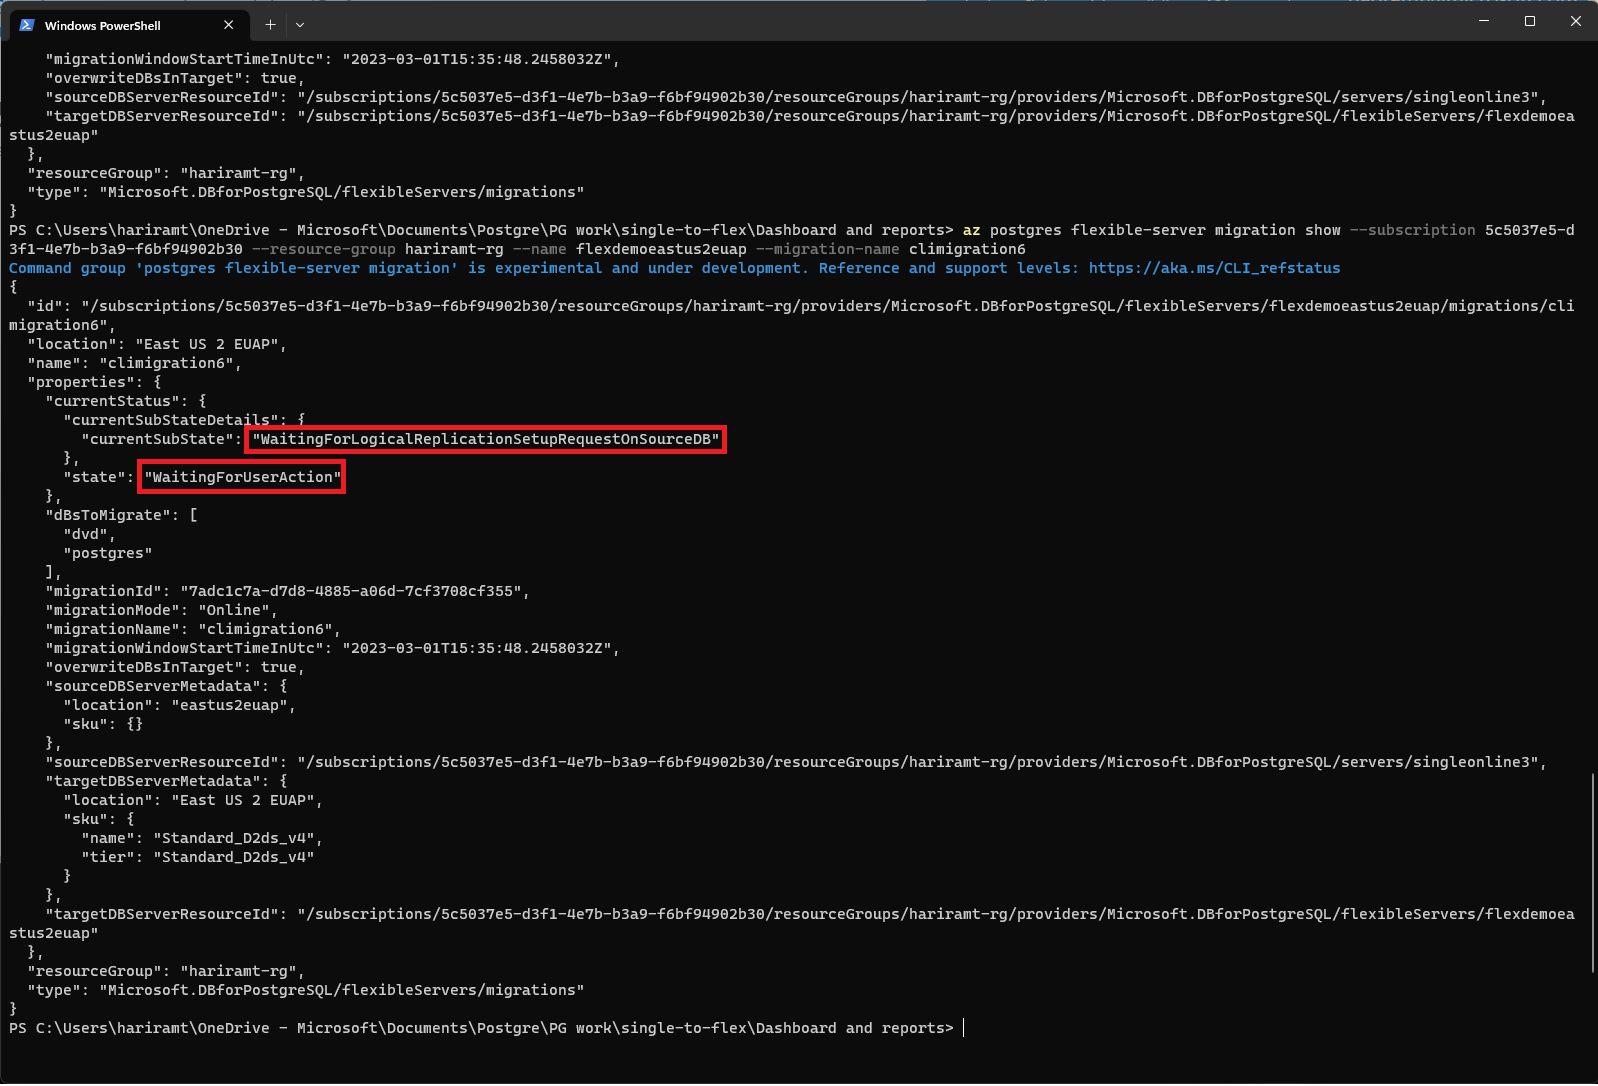 Windows PowerShell
    "migrationWindowStartTimeInUtc": "2023-03-01T15:35:48.2458032Z",
    "overwriteDBsInTarget": true,
    "sourceDBServerResourceId": "/subscriptions/5c5037e5-d3f1-4e7b-b3a9-f6bf94902b30/resourceGroups/hariramt-rg/providers/Microsoft.DBforPostgreSQL/servers/singleonline3",
    "targetDBServerResourceId": "/subscriptions/5c5037e5-d3f1-4e7b-b3a9-f6bf94902b30/resourceGroups/hariramt-rg/providers/Microsoft.DBforPostgreSQL/flexibleServers/flexdemoea
stus2euap"
  },
  "resourceGroup": "hariramt-rg",
  "type": "Microsoft.DBforPostgreSQL/flexibleServers/migrations"
}
PS C:\Users\hariramt\OneDrive - Microsoft\Documents\Postgre\PG work\single-to-flex\Dashboard and reports> az postgres flexible-server migration show --subscription 5c5037e5-d
3f1-4e7b-b3a9-f6bf94902b30 --resource-group hariramt-rg --name flexdemoeastus2euap --migration-name climigration6
Command group 'postgres flexible-server migration' is experimental and under development. Reference and support levels: https://aka.ms/CLI_refstatus
{
  "id": "/subscriptions/5c5037e5-d3f1-4e7b-b3a9-f6bf94902b30/resourceGroups/hariramt-rg/providers/Microsoft.DBforPostgreSQL/flexibleServers/flexdemoeastus2euap/migrations/cli
migration6",
  "location": "East US 2 EUAP",
  "name": "climigration6",
  "properties": {
    "currentStatus": {
      "currentSubStateDetails": {
        "currentSubState": "WaitingForLogicalReplicationSetupRequestOnSourceDB"
      },
      "state": "WaitingForUserAction"
    },
    "dBsToMigrate": [
      "dvd",
      "postgres"
    ],
    "migrationId": "7adc1c7a-d7d8-4885-a06d-7cf3708cf355",
    "migrationMode": "Online",
    "migrationName": "climigration6",
    "migrationWindowStartTimeInUtc": "2023-03-01T15:35:48.2458032Z",
    "overwriteDBsInTarget": true,
    "sourceDBServerMetadata": {
      "location": "eastus2euap",
      "sku": {}
    },
    "sourceDBServerResourceId": "/subscriptions/5c5037e5-d3f1-4e7b-b3a9-f6bf94902b30/resourceGroups/hariramt-rg/providers/Microsoft.DBforPostgreSQL/servers/singleonline3",
    "targetDBServerMetadata": {
      "location": "East US 2 EUAP",
      "sku": {
        "name": "Standard_D2ds_v4",
        "tier": "Standard_D2ds_v4"
      }
    },
    "targetDBServerResourceId": "/subscriptions/5c5037e5-d3f1-4e7b-b3a9-f6bf94902b30/resourceGroups/hariramt-rg/providers/Microsoft.DBforPostgreSQL/flexibleServers/flexdemoea
stus2euap"
  },
  "resourceGroup": "hariramt-rg",
  "type": "Microsoft.DBforPostgreSQL/flexibleServers/migrations"
}
PS C:\Users\hariramt\OneDrive - Microsoft\Documents\Postgre\PG work\single-to-flex\Dashboard and reports>